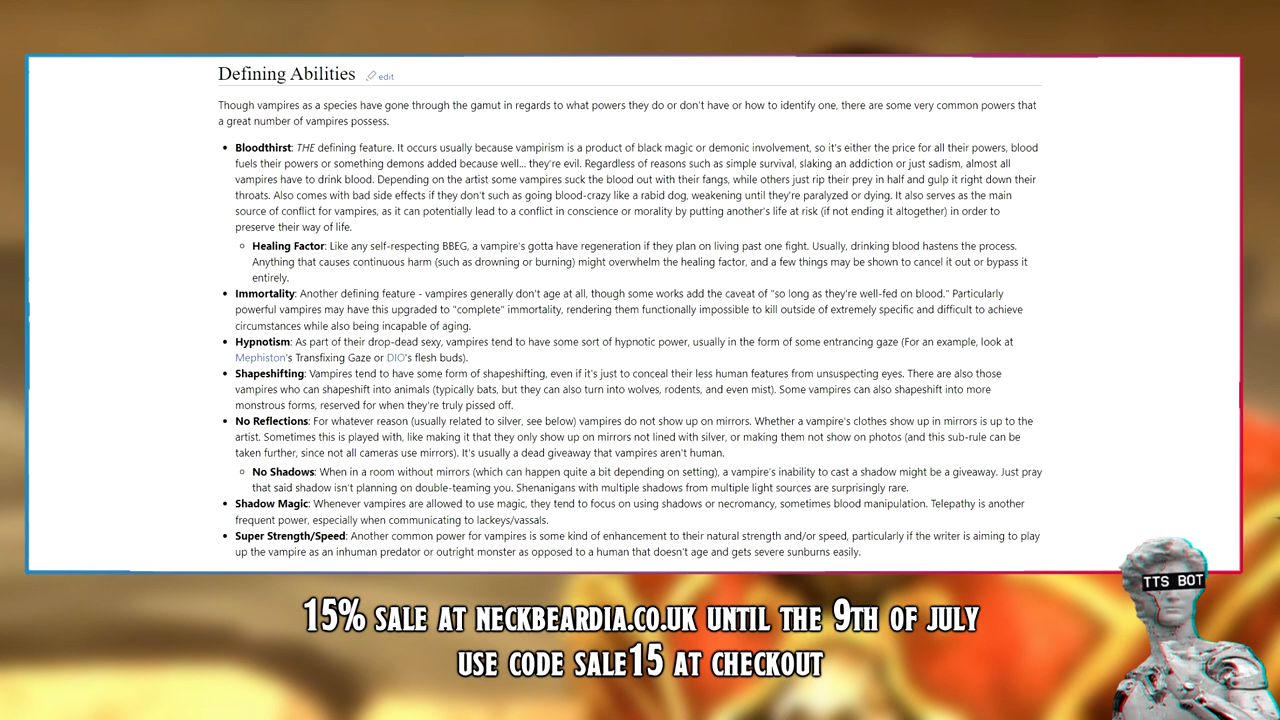 Defining Abilities edit
Though vampires as a species have gone through the gamut in regards to what powers they do or don't have or how to identify one, there are some very common powers that
a great number of vampires possess.
• Bloodthirst: THE defining feature. It occurs usually because vampirism is a product of black magic or demonic involvement, so it's either the price for all their powers, blood
fuels their powers or something demons added because well... they're evil. Regardless of reasons such as simple survival, slaking an addiction or just sadism, almost all
vampires have to drink blood. Depending on the artist some vampires suck the blood out with their fangs, while others just rip their prey in half and gulp it right down their
throats. Also comes with bad side effects if they don't such as going blood-crazy like a rabid dog, weakening until they're paralyzed or dying. It also serves as the main
source of conflict for vampires, as it can potentially lead to a conflict in conscience or morality by putting another's life at risk (if not ending it altogether) in order to
preserve their way of life.
◦ Healing Factor: Like any self-respecting BBEG, a vampire's gotta have regeneration if they plan on living past one fight. Usually, drinking blood hastens the process.
Anything that causes continuous harm (such as drowning or burning) might overwhelm the healing factor, and a few things may be shown to cancel it out or bypass it
entirely.
• Immortality: Another defining feature - vampires generally don't age at all, though some works add the caveat of "so long as they're well-fed on blood." Particularly
powerful vampires may have this upgraded to "complete" immortality, rendering them functionally impossible to kill outside of extremely specific and difficult to achieve
circumstances while also being incapable of aging.
• Hypnotism: As part of their drop-dead sexy, vampires tend to have some sort of hypnotic power, usually in the form of some entrancing gaze (For an example, look at
Mephiston's Transfixing Gaze or DIO's flesh buds).
• Shapeshifting: Vampires tend to have some form of shapeshifting, even if it's just to conceal their less human features from unsuspecting eyes. There are also those
vampires who can shapeshift into animals (typically bats, but they can also turn into wolves, rodents, and even mist). Some vampires can also shapeshift into more
monstrous forms, reserved for when they're truly pissed off.
• No Reflections: For whatever reason (usually related to silver, see below) vampires do not show up on mirrors. Whether a vampire's clothes show up in mirrors is up to the
artist. Sometimes this is played with, like making it that they only show up on mirrors not lined with silver, or making them not show on photos (and this sub-rule can be
taken further, since not all cameras use mirrors). It's usually a dead giveaway that vampires aren't human.
◦ No Shadows: When in a room without mirrors (which can happen quite a bit depending on setting), a vampire's inability to cast a shadow might be a giveaway. Just pray
that said shadow isn't planning on double-teaming you. Shenanigans with multiple shadows from multiple light sources are surprisingly rare.
• Shadow Magic: Whenever vampires are allowed to use magic, they tend to focus on using shadows or necromancy, sometimes blood manipulation. Telepathy is another
frequent power, especially when communicating to lackeys/vassals.
• Super Strength/Speed: Another common power for vampires is some kind of enhancement to their natural strength and/or speed, particularly if the writer is aiming to play
up the vampire as an inhuman predator or outright monster as opposed to a human that doesn't age and gets severe sunburns easily.
TTS BOT
15% SALE AT NECKBEARDIA.CO.UK UNTIL THE 9TH OF JULY
USE CODE SALE15 AT CHECKOUT